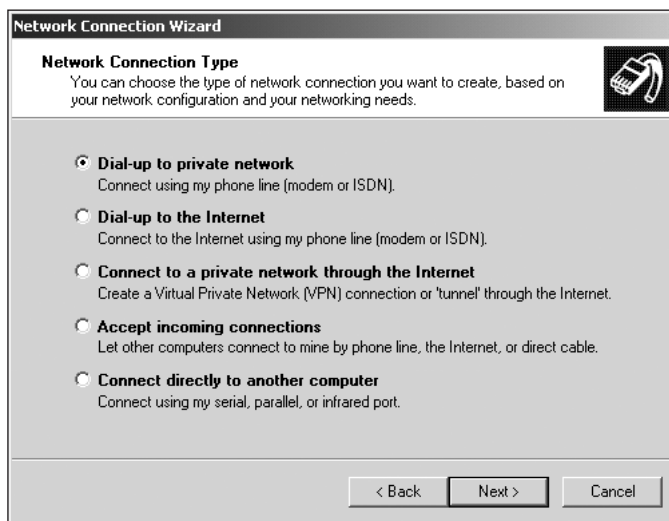 Network Connection Wizard
Network Connection Type
You can choose the type of network connection you want to create, based on
your network configuration and your networking needs.
Dial-up to private network
Connect using my phone line (modem or ISDN).
Dial-up to the Internet
Connect to the Internet using my phone line (modem or ISDN).
Connect to a private network through the Internet
Create a Virtual Private Network (VPN) connection or 'tunnel' through the Internet.
Accept incoming connections
Let other computers connect to mine by phone line, the Internet, or direct cable.
Connect directly to another computer
Connect using my serial, parallel, or infrared port.
< Back Next > Cancel